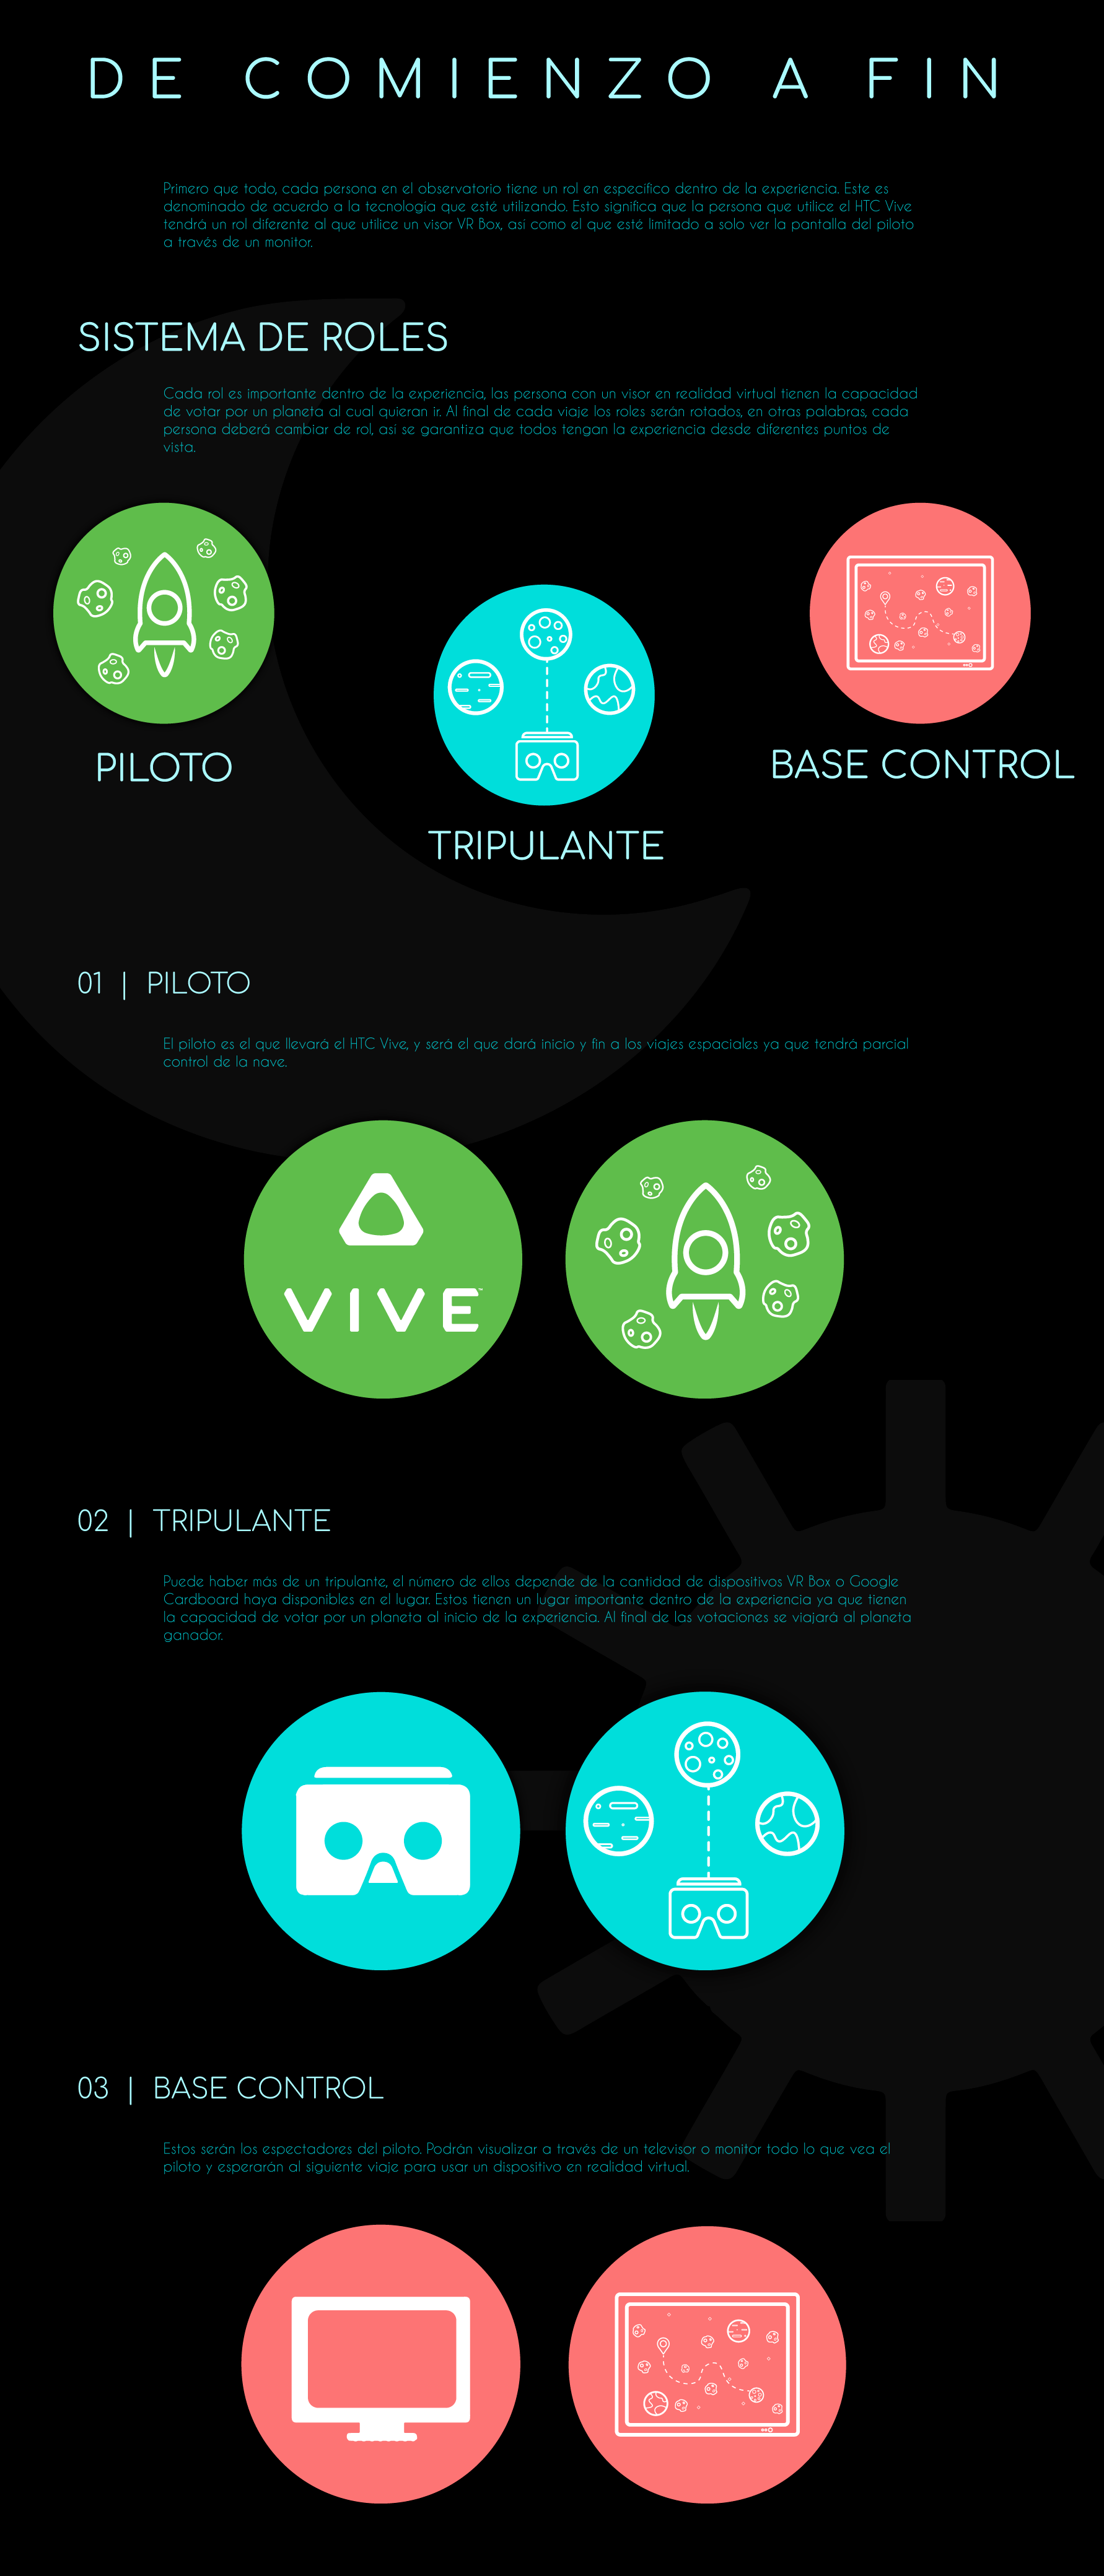 DE COMIENZO A FIN
Primero que todo, cada persona en el observatorio tiene un rol en especifico dentro de la experiencia. Este es
denominado de acuerdo a la tecnología que esté utilizando. Esto significa que la persona que utilice el HTC Vive
tendrá un rol diferente al que utilice un visor VR Box, asi como el que esté limitado a solo ver la pantalla del piloto
a través de un monitor.
SISTEMA DE ROLES
Cada rol es importante dentro de la experiencia, las persona con un visor en realidad virtual tienen la capacidad
de votar por un planeta al cual quieran ir. Al final de cada viaje los roles serán rotados, en otras palabras, cada
persona deberá cambiar de rol, asi se garantiza que todos tengan la experiencia desde diferentes puntos de
vista.
PILOTO
TRIPULANTE
BASE CONTROL
01 | PILOTO
El piloto es el que llevará el HTC Vive, y será el que dará inicio y fin a los viajes espaciales ya que tendrá parcial
control de la nave.
VIVE™
02 | TRIPULANTE
Puede haber más de un tripulante, el número de ellos depende de la cantidad de dispositivos VR Box o Google
Cardboard haya disponibles en el lugar. Estos tienen un lugar importante dentro de la experiencia ya que tienen
la capacidad de votar por un planeta al inicio de la experiencia. Al final de las votaciones se viajará al planeta
ganador.
03 | BASE CONTROL
Estos serán los espectadores del piloto. Podrán visualizar a través de un televisor o monitor todo lo que vea el
piloto y esperarán al siguiente viaje para usar un dispositivo en realidad virtual.